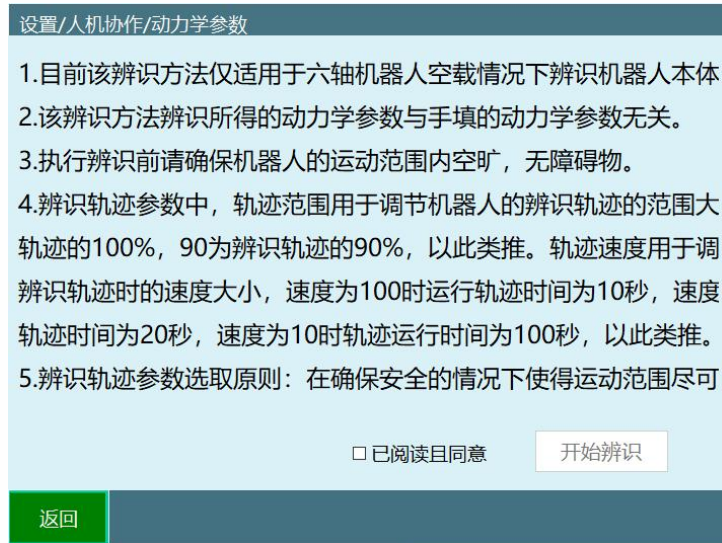 设置/人机协作/动力学参数
1.目前该辨识方法仅适用于六轴机器人空载情况下辨识机器人本体
2.该辨识方法辨识所得的动力学参数与手填的动力学参数无关。
3.执行辨识前请确保机器人的运动范围内空旷，无障碍物。
4.辨识轨迹参数中，轨迹范围用于调节机器人的辨识轨迹的范围大
轨迹的100%，90为辨识轨迹的90%，以此类推。轨迹速度用于调
辨识轨迹时的速度大小，速度为100时运行轨迹时间为10秒，速度
轨迹时间为20秒，速度为10时轨迹运行时间为100秒，以此类推。
5.辨识轨迹参数选取原则：在确保安全的情况下使得运动范围尽可
已阅读且同意
开始辨识
返回